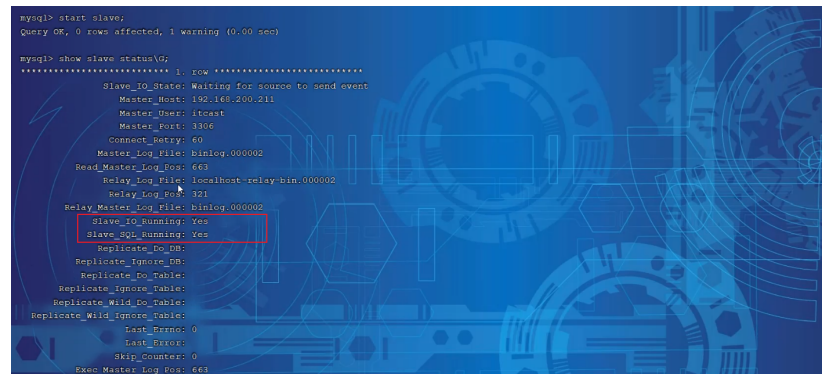 mysql> start slave;
Query OK, 0 rows affected, 1 warning (0.00 sec)
mysql> show slave status\G;
*************************** 1. row ***************************
Slave_IO_State: Waiting for source to send event
Master_Host: 192.168.200.211
Master_User: itcast
Master_Port: 3306
Connect_Retry: 60
Master_Log_File: binlog.000002
Read_Master_Log_Pos: 663
Relay_Log_File: localhost-relay-bin.000002
Relay_Log_Pos: 321
Relay_Master_Log_File: binlog.000002
Slave_IO_Running: Yes
Slave_SQL_Running: Yes
Replicate_Do_DB:
Replicate_Ignore_DB:
Replicate_Do_Table:
Replicate_Ignore_Table:
Replicate_Wild_Do_Table:
Replicate_Wild_Ignore_Table:
Last_Errno: 0
Last_Error:
Skip_Counter: 0
Exec_Master_Log_Pos: 663